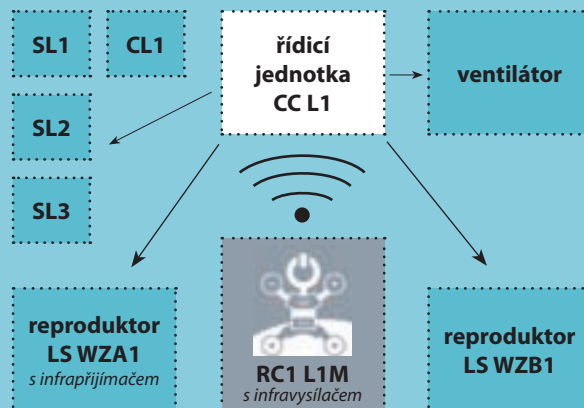 SL1
CL1
řídicí
jednotka
CC L1
ventilátor
SL2
SL3
reproduktor
LS WZA1
s infrapřijímačem
RC1 L1M
s infravysílačem
reproduktor
LS WZB1